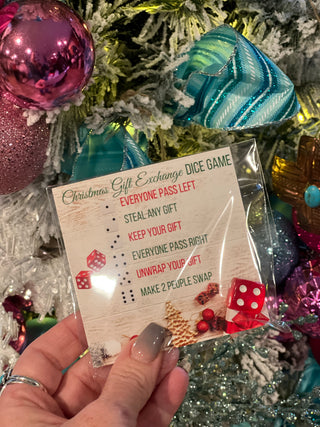 Christmas Gift Exchange DICE GAME
EVERYONE PASS LEFT
STEAL ANY GIFT
KEEP YOUR GIFT
EVERYONE PASS RIGHT
UNWRAP YOUR GIFT
MAKE 2 PEOPLE SWAP